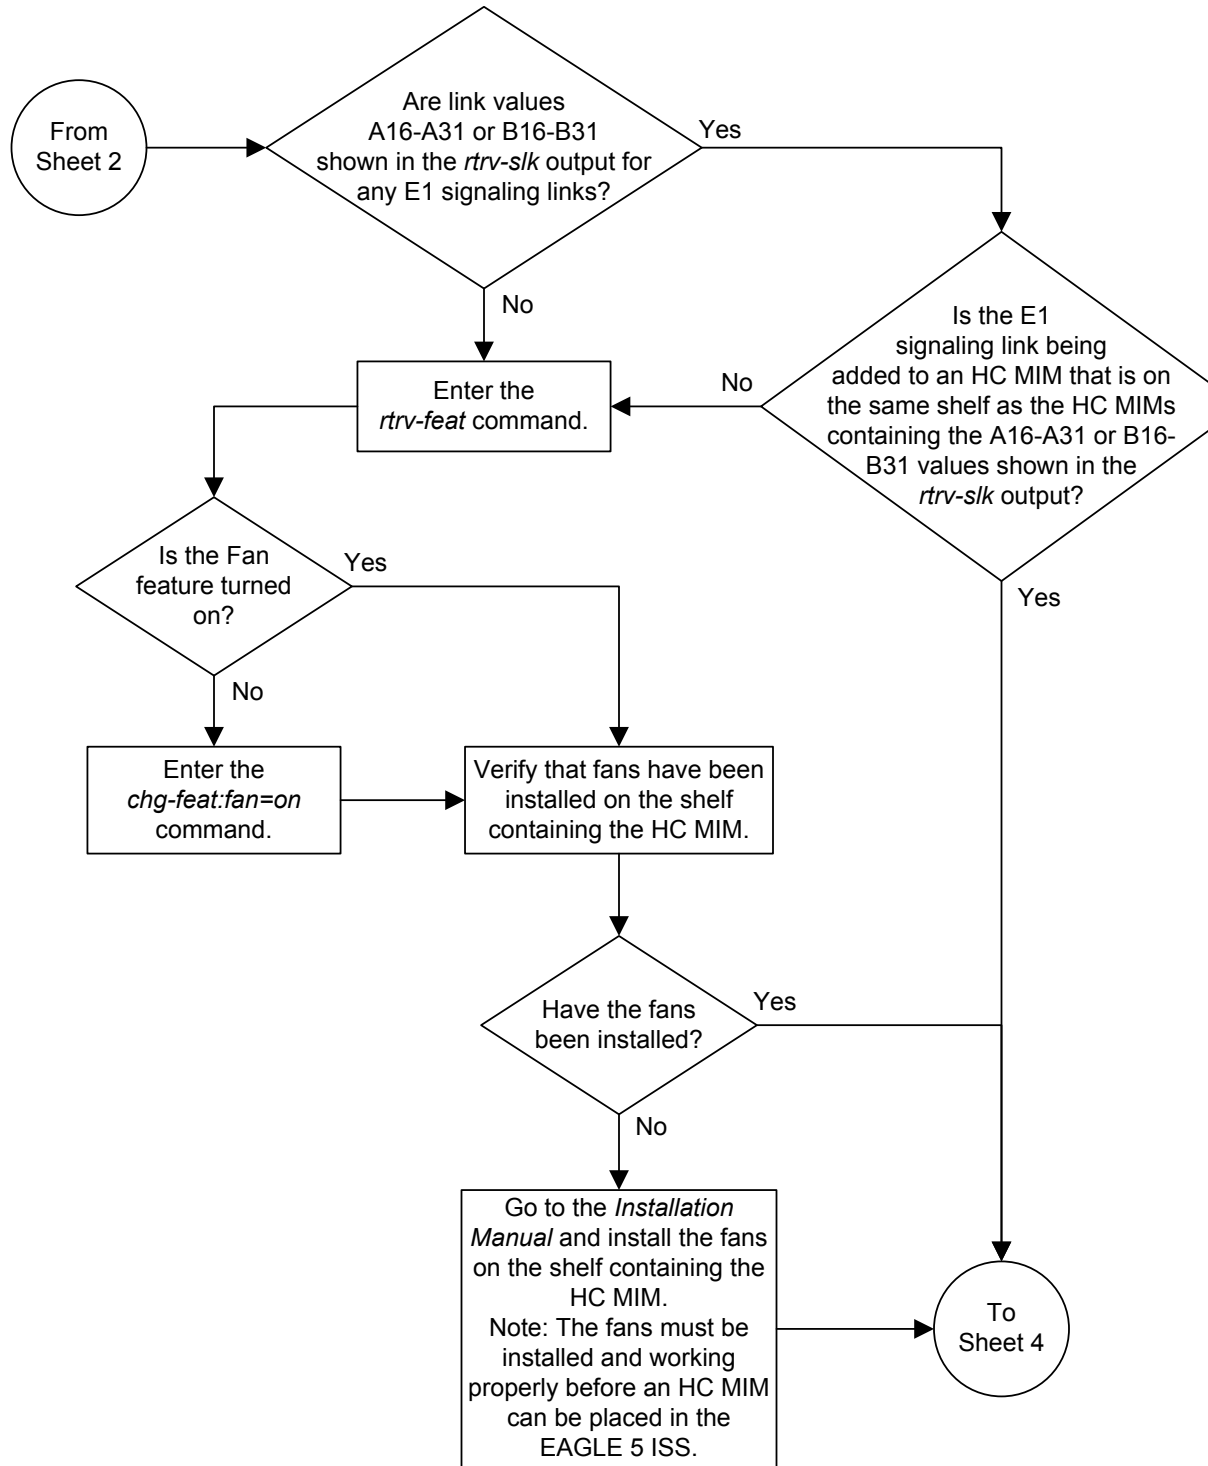 From
Sheet 2
Are link values
A16-A31 or B16-B31
shown in the rtrv-slk output for
any E1 signaling links?
Yes
No
Is the E1
signaling link being
added to an HC MIM that is on
the same shelf as the HC MIMs
containing the A16-A31 or B16-
B31 values shown in the
rtrv-slk output?
No
Yes
Enter the
rtrv-feat command.
Is the Fan
feature turned
on?
Yes
No
Enter the
chg-feat:fan=on
command.
Verify that fans have been
installed on the shelf
containing the HC MIM.
Have the fans
been installed?
Yes
No
Go to the Installation
Manual and install the fans
on the shelf containing the
HC MIM.
Note: The fans must be
installed and working
properly before an HC MIM
can be placed in the
EAGLE 5 ISS.
To
Sheet 4